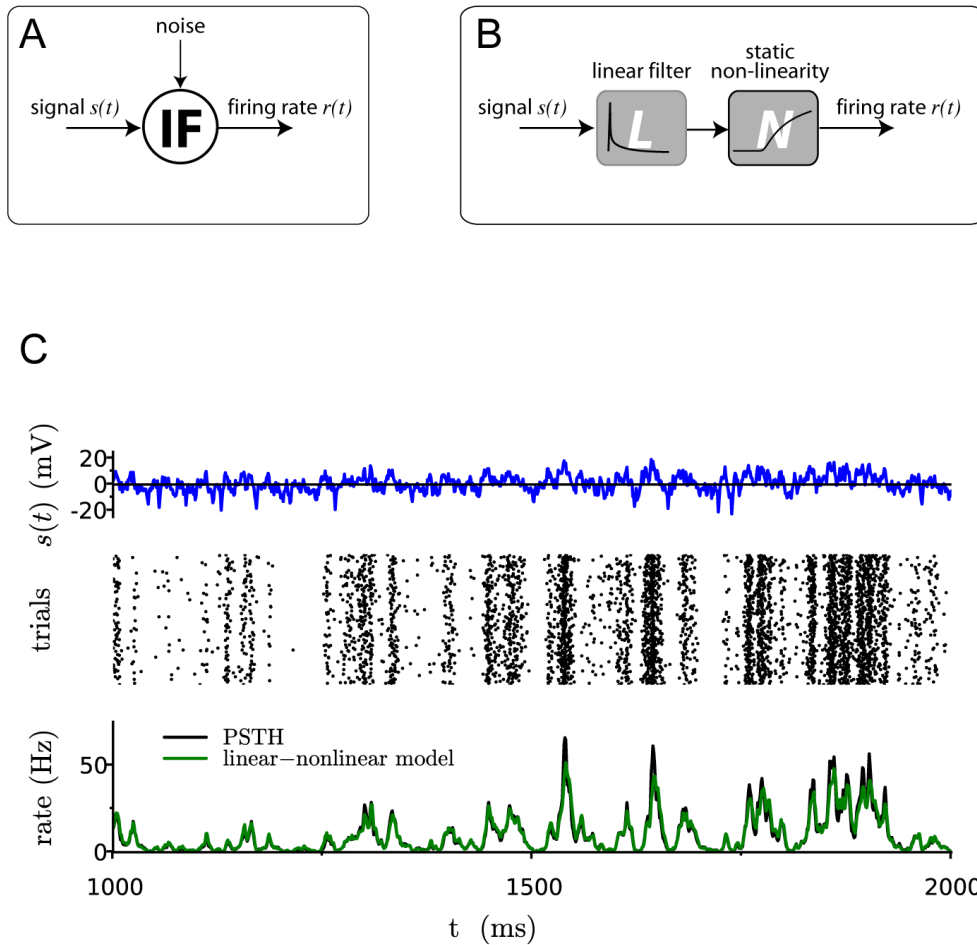 A
noise
signal s(t)
IF
firing rate r(t)
B
linear filter
static
non-linearity
signal s(t)
L
N
firing rate r(t)
C
s(t) (mV)
20
0
-20
trials
rate (Hz)
50
0
PSTH
linear−nonlinear model
1000
1500
2000
t (ms)